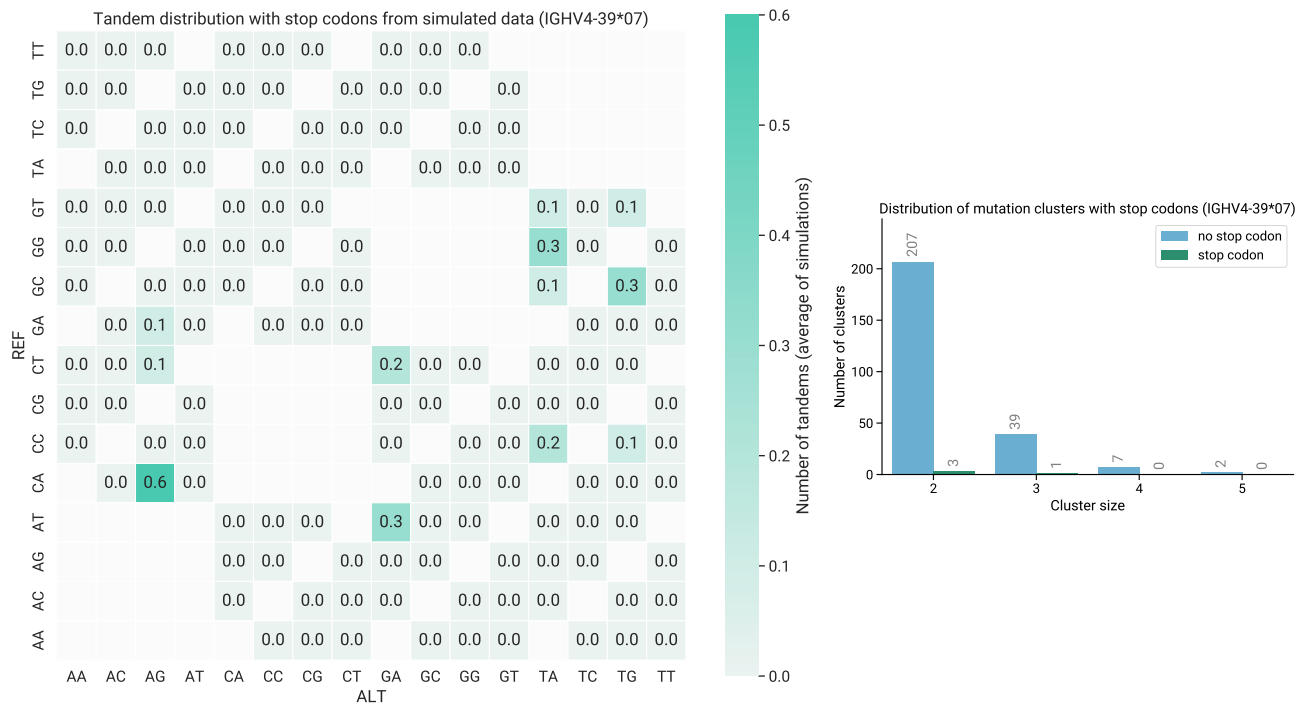 Tandem distribution with stop codons from simulated data (IGHV4-39*07)
TT 0.0 0.0 0.0 0.0 0.0 0.0 0.0 0.0 0.0
TG 0.0 0.0 0.0 0.0 0.0 0.0 0.0 0.0 0.0
TC 0.0 0.0 0.0 0.0 0.0 0.0 0.0 0.0 0.0
TA 0.0 0.0 0.0 0.0 0.0 0.0 0.0 0.0 0.0
GT 0.0 0.0 0.0 0.0 0.0 0.0 0.1 0.0 0.1
GG 0.0 0.0 0.0 0.0 0.0 0.0 0.3 0.0 0.0
GC 0.0 0.0 0.0 0.0 0.0 0.0 0.1 0.3 0.0
GA 0.0 0.1 0.0 0.0 0.0 0.0 0.0 0.0 0.0
CT 0.0 0.0 0.1 0.2 0.0 0.0 0.0 0.0 0.0
CG 0.0 0.0 0.0 0.0 0.0 0.0 0.0 0.0 0.0
CC 0.0 0.0 0.0 0.0 0.0 0.0 0.2 0.1 0.0
CA 0.0 0.6 0.0 0.0 0.0 0.0 0.0 0.0 0.0
AT 0.0 0.0 0.0 0.3 0.0 0.0 0.0 0.0 0.0
AG 0.0 0.0 0.0 0.0 0.0 0.0 0.0 0.0 0.0
AC 0.0 0.0 0.0 0.0 0.0 0.0 0.0 0.0 0.0
AA 0.0 0.0 0.0 0.0 0.0 0.0 0.0 0.0 0.0
REF
AA AC AG AT CA CC CG CT GA GC GG GT TA TC TG TT
ALT
0.6
0.5
0.4
0.3
0.2
0.1
0.0
Number of tandems (average of simulations)
Distribution of mutation clusters with stop codons (IGHV4-39*07)
no stop codon
stop codon
207
3
39
1
7
0
2
0
200
150
100
50
0
Number of clusters
2 3 4 5
Cluster size